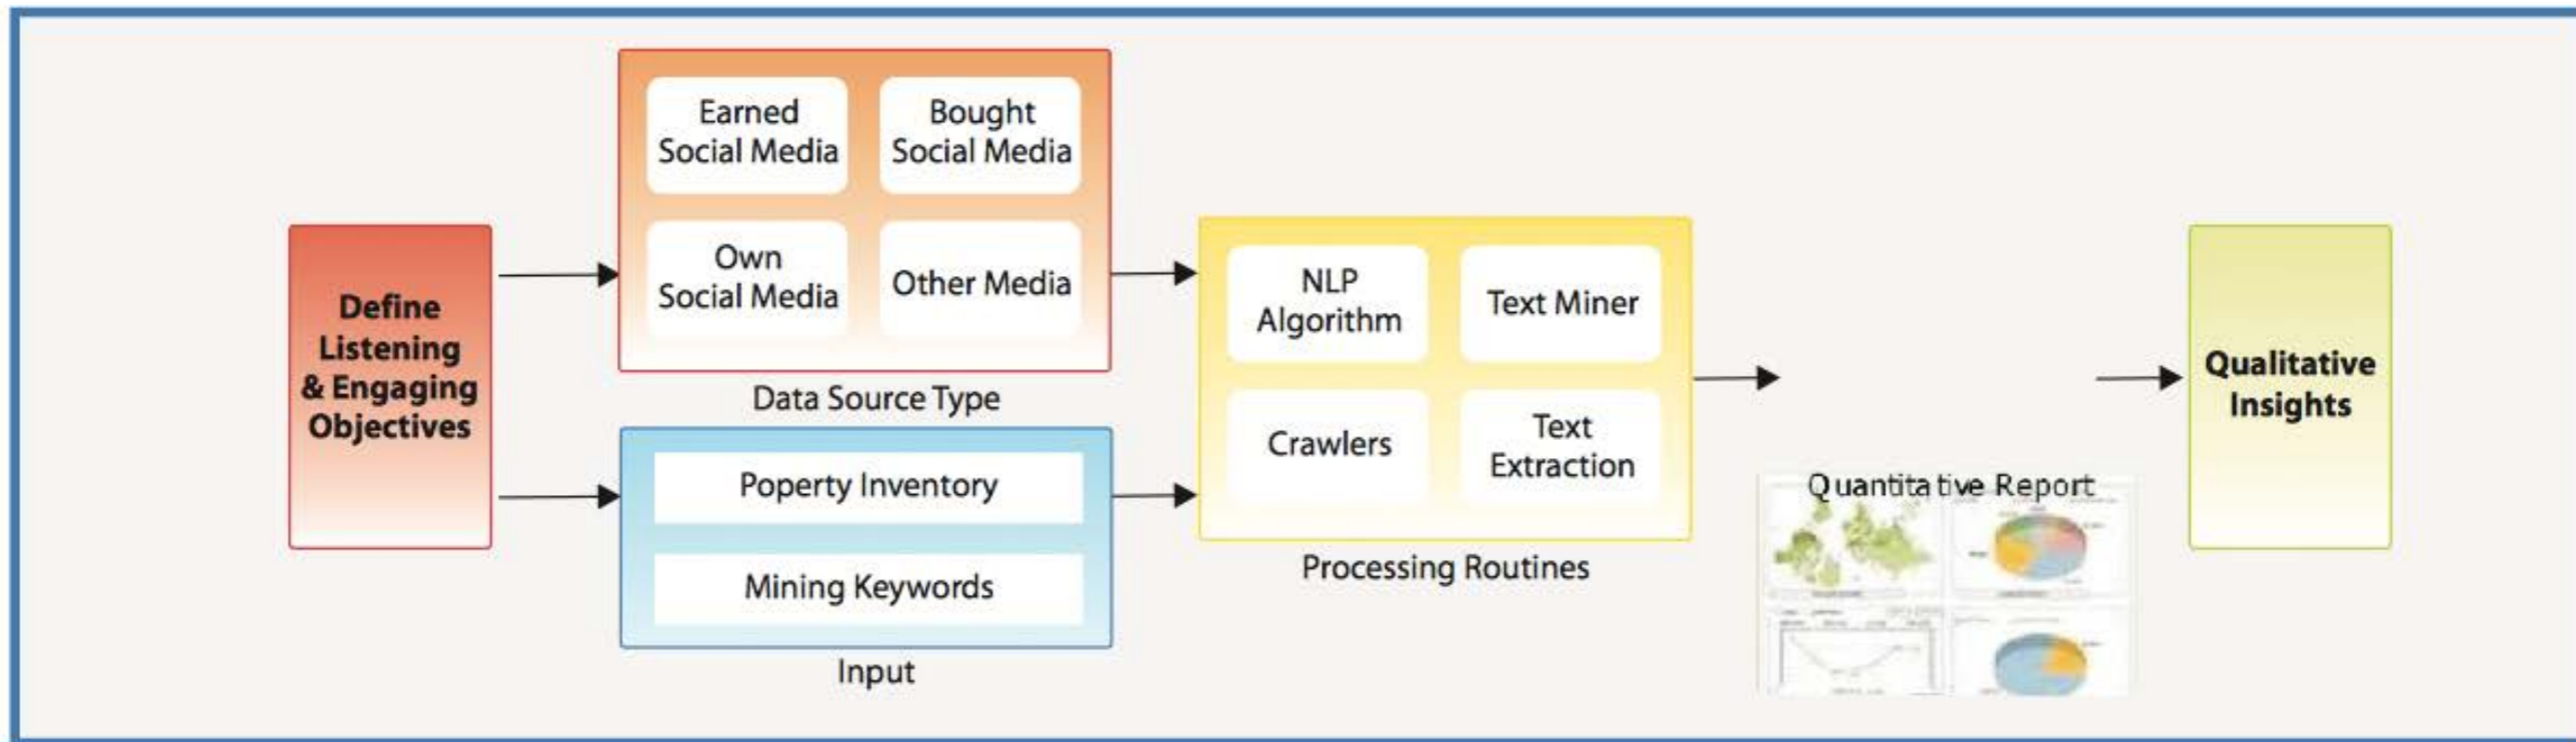 Define
Listening
& Engaging
Objectives
Earned
Social Media
Bought
Social Media
Own
Social Media
Other Media
Data Source Type
Poperty Inventory
Mining Keywords
Input
NLP
Algorithm
Text Miner
Crawlers
Text
Extraction
Processing Routines
Quantitative Report
Qualitative
Insights